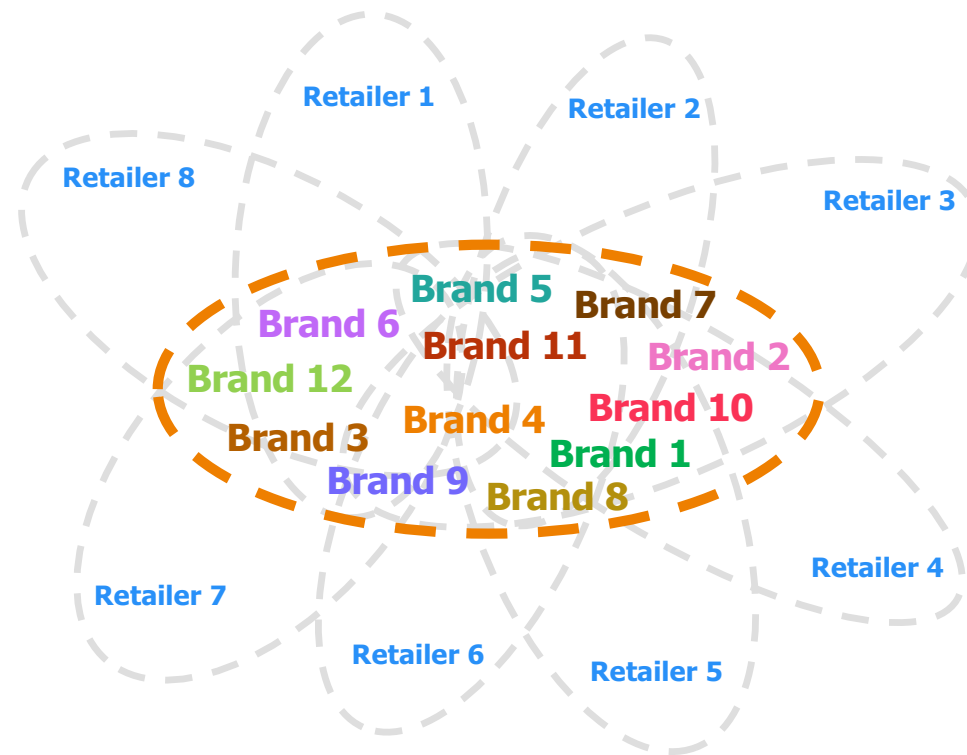 Retailer 1
Retailer 2
Retailer 8
Retailer 3
Brand 5
Brand 7
Brand 6
Brand 11
Brand 2
Brand 12
Brand 10
Brand 4
Brand 3
Brand 1
Brand 9
Brand 8
Retailer 4
Retailer 7
Retailer 6
Retailer 5